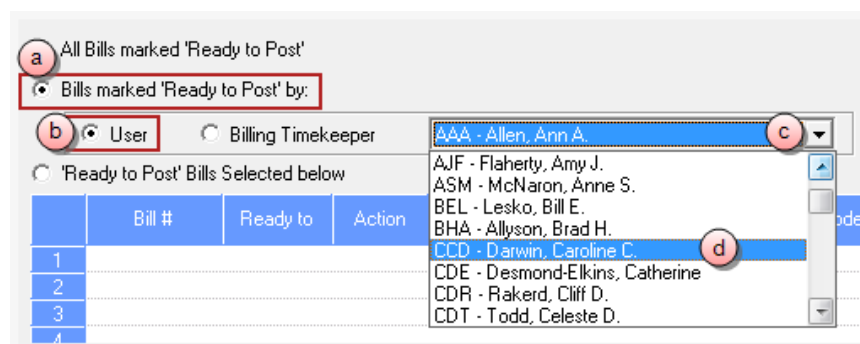 a All Bills marked 'Ready to Post'
Bills marked 'Ready to Post' by:
b User Billing Timekeeper AAA - Allen, Ann A. c
'Ready to Post' Bills Selected below
AJF - Flaherty, Amy J.
ASM - McNaron, Anne S.
BEL - Lesko, Bill E.
BHA - Allyson, Brad H.
CCD - Darwin, Caroline C. d
CDE - Desmond-Elkins, Catherine
CDR - Rakerd, Cliff D.
CDT - Todd, Celeste D.
Bill # Ready to Action
1
2
3
4